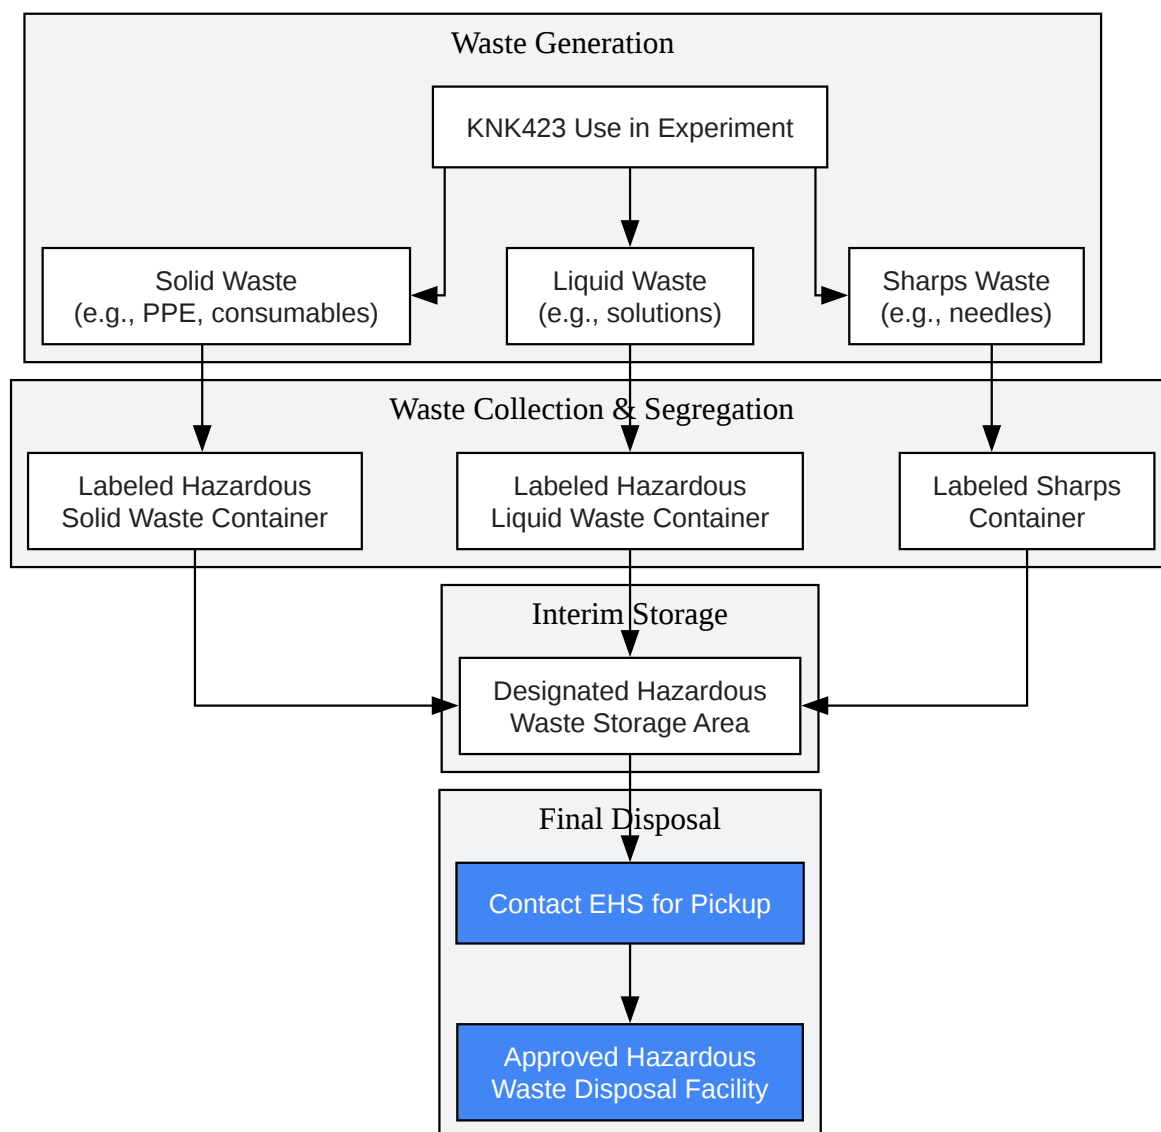 Waste Generation
KNK423 Use in Experiment
Solid Waste
(e.g., PPE, consumables)
Liquid Waste
(e.g., solutions)
Sharps Waste
(e.g., needles)
Waste Collection & Segregation
Labeled Hazardous
Solid Waste Container
Labeled Hazardous
Liquid Waste Container
Labeled Sharps
Container
Interim Storage
Designated Hazardous
Waste Storage Area
Final Disposal
Contact EHS for Pickup
Approved Hazardous
Waste Disposal Facility